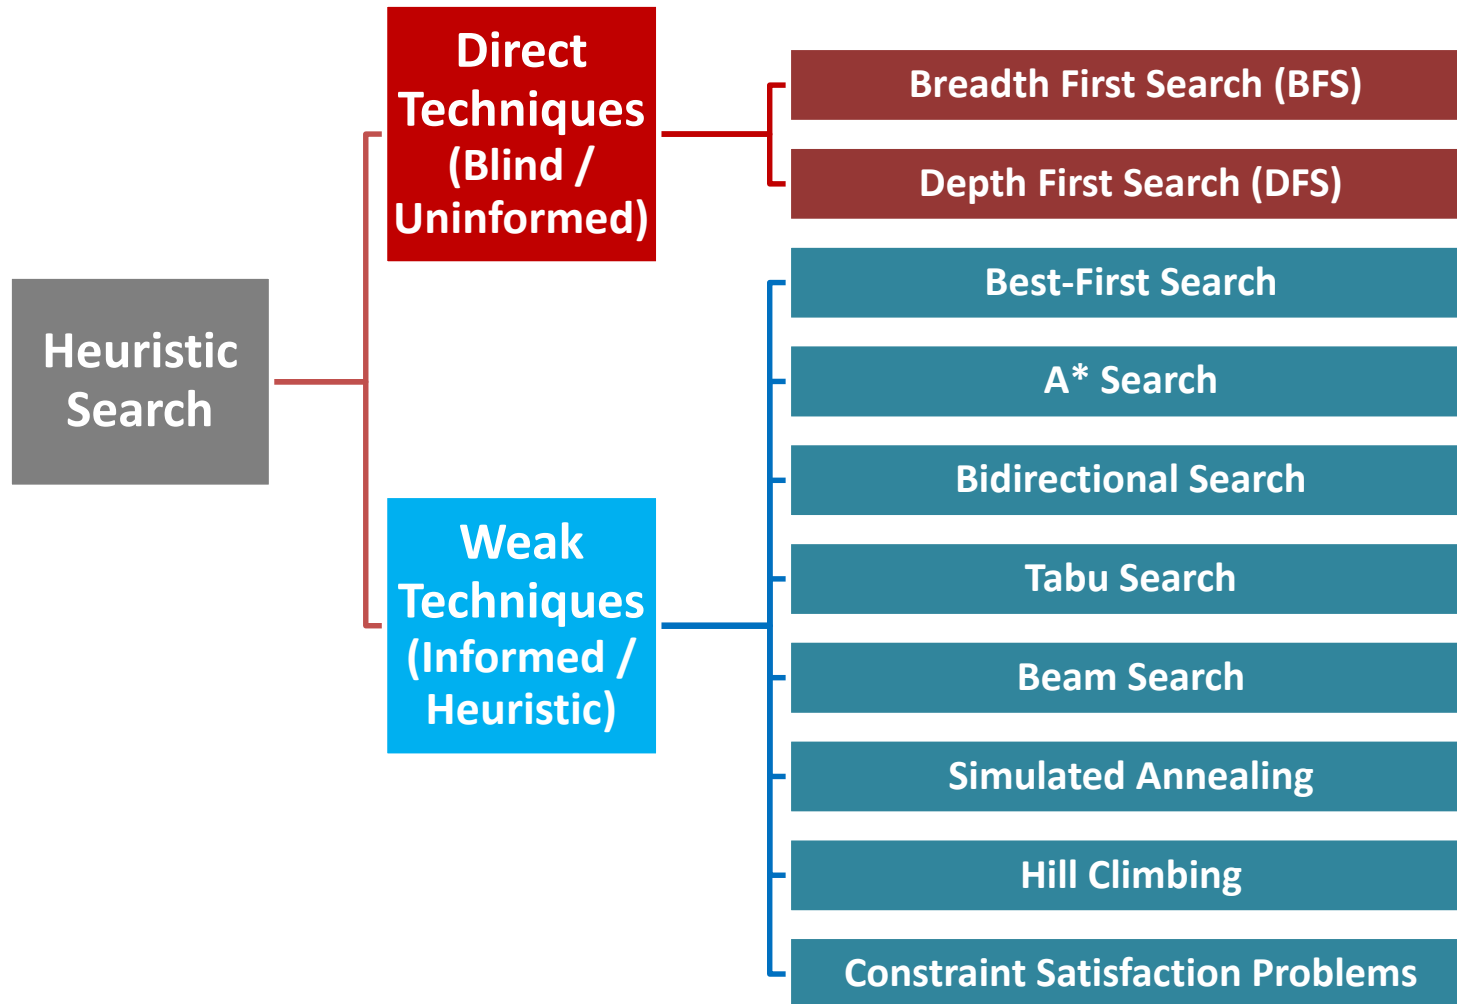 Heuristic
Search
Direct
Techniques
(Blind /
Uninformed)
Breadth First Search (BFS)
Depth First Search (DFS)
Weak
Techniques
(Informed /
Heuristic)
Best-First Search
A* Search
Bidirectional Search
Tabu Search
Beam Search
Simulated Annealing
Hill Climbing
Constraint Satisfaction Problems